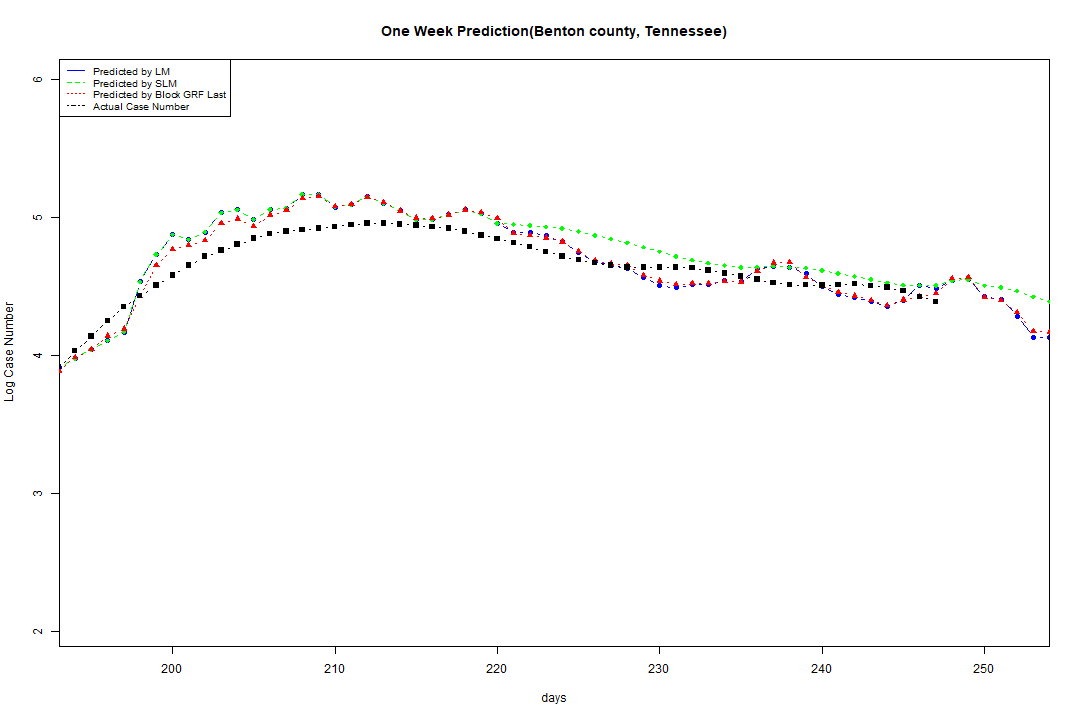 One Week Prediction(Benton county, Tennessee)
Predicted by LM
Predicted by SLM
Predicted by Block GRF Last
Actual Case Number
6
5
4
3
2
Log Case Number
200 210 220 230 240 250
days